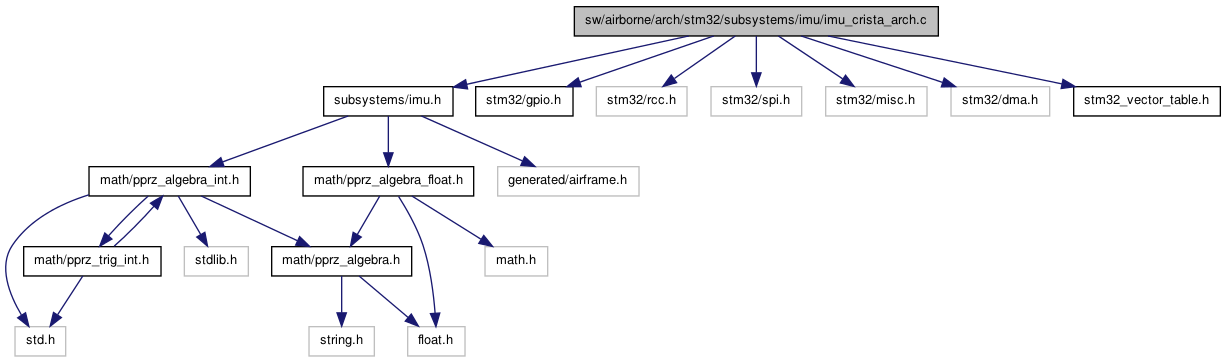 sw/airborne/arch/stm32/subsystems/imu/imu_crista_arch.c
subsystems/imu.h
stm32/gpio.h
stm32/rcc.h
stm32/spi.h
stm32/misc.h
stm32/dma.h
stm32_vector_table.h
math/pprz_algebra_int.h
math/pprz_algebra_float.h
generated/airframe.h
math/pprz_trig_int.h
stdlib.h
math/pprz_algebra.h
math.h
std.h
string.h
float.h